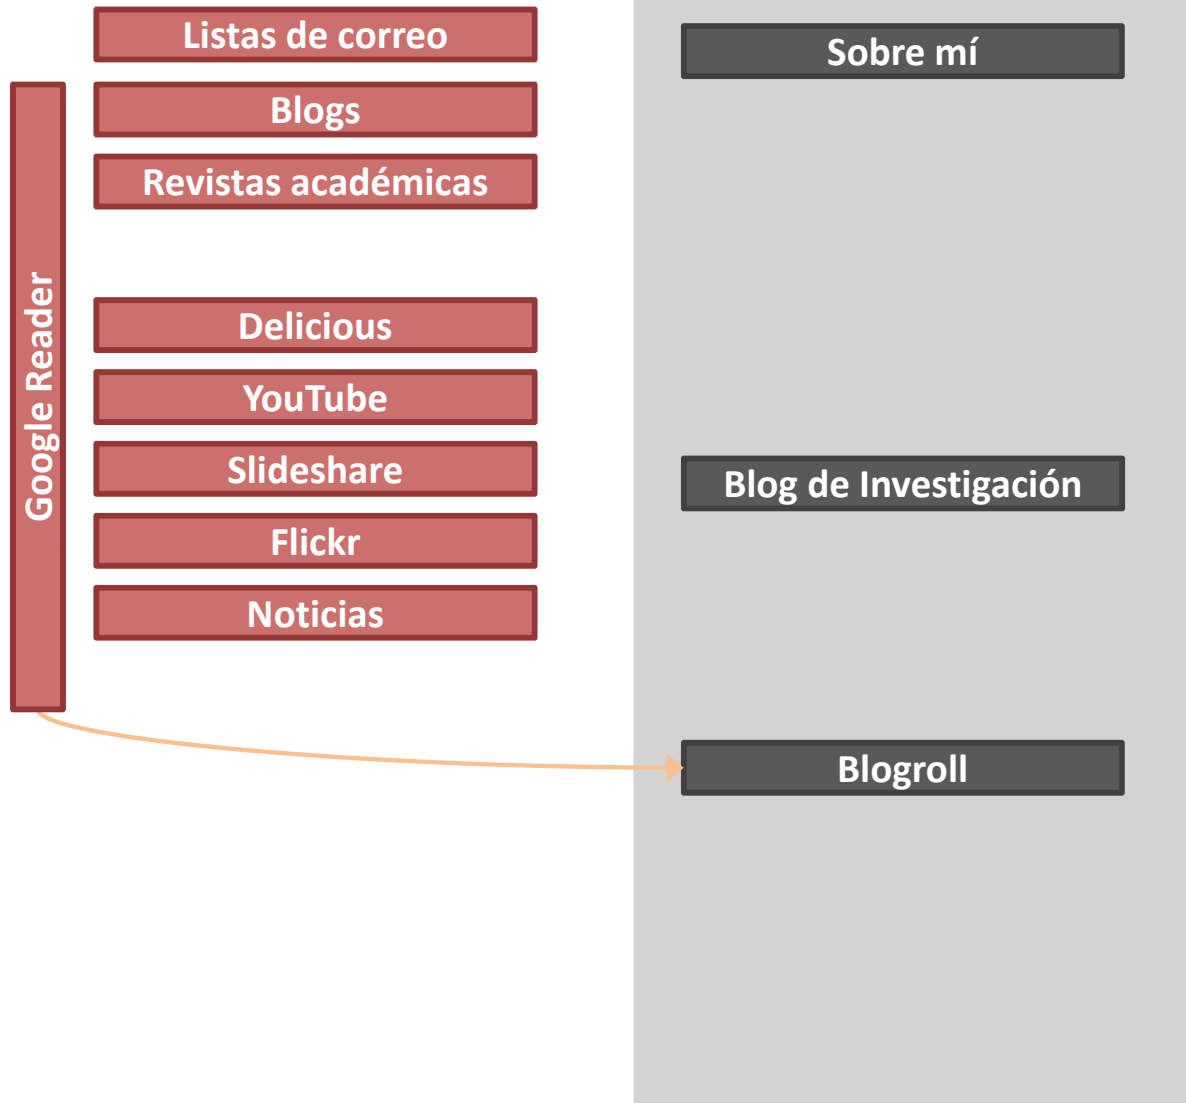 Listas de correo
Blogs
Revistas académicas
Google Reader
Delicious
YouTube
Slideshare
Flickr
Noticias
Sobre mí
Blog de Investigación
Blogroll